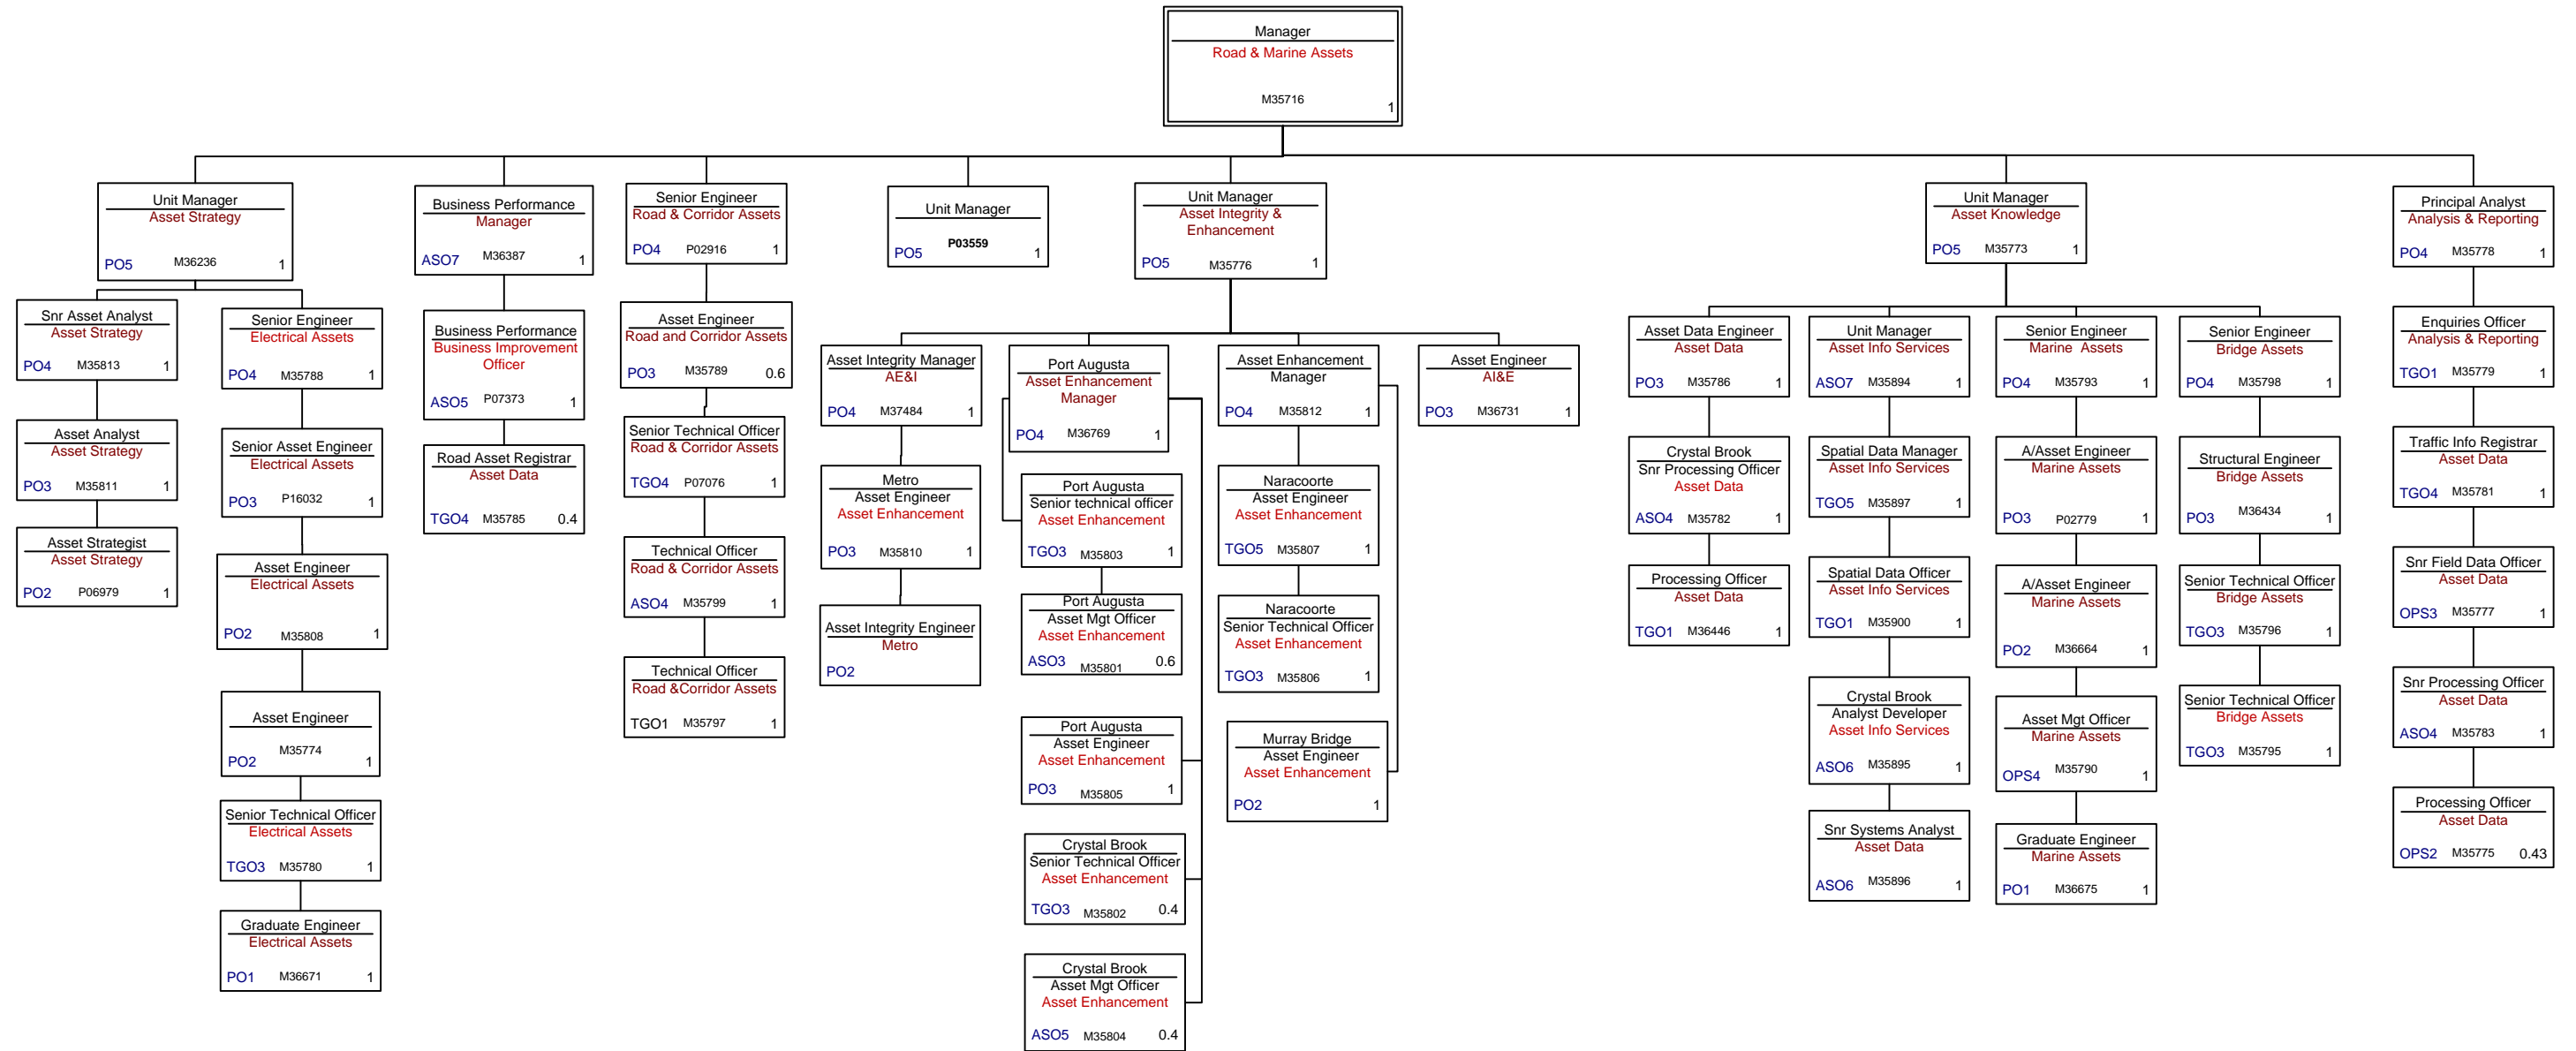 Manager
Road & Marine Assets
M35716
1
Unit Manager
Asset Strategy
PO5 M36236 1
Snr Asset Analyst
Asset Strategy
PO4 M35813 1
Asset Analyst
Asset Strategy
PO3 M35811 1
Asset Strategist
Asset Strategy
PO2 P06979 1
Senior Engineer
Electrical Assets
PO4 M35788 1
Senior Asset Engineer
Electrical Assets
PO3 P16032 1
Asset Engineer
Electrical Assets
PO2 M35808 1
Asset Engineer
M35774
PO2 1
Senior Technical Officer
Electrical Assets
TGO3 M35780 1
Graduate Engineer
Electrical Assets
PO1 M36671 1
Business Performance
Manager
ASO7 M36387 1
Business Performance
Business Improvement
Officer
ASO5 P07373 1
Road Asset Registrar
Asset Data
TGO4 M35785 0.4
Senior Engineer
Road & Corridor Assets
PO4 P02916 1
Asset Engineer
Road and Corridor Assets
PO3 M35789 0.6
Senior Technical Officer
Road & Corridor Assets
TGO4 P07076 1
Technical Officer
Road & Corridor Assets
ASO4 M35799 1
Technical Officer
Road &Corridor Assets
TGO1 M35797 1
Unit Manager
P03559
PO5 1
Unit Manager
Asset Integrity &
Enhancement
PO5 M35776 1
Asset Integrity Manager
AE&I
PO4 M37484 1
Metro
Asset Engineer
Asset Enhancement
PO3 M35810 1
Asset Integrity Engineer
Metro
PO2
Port Augusta
Asset Enhancement
Manager
PO4 M36769 1
Port Augusta
Senior technical officer
Asset Enhancement
TGO3 M35803 1
Port Augusta
Asset Mgt Officer
Asset Enhancement
ASO3 M35801 0.6
Port Augusta
Asset Engineer
Asset Enhancement
PO3 M35805 1
Crystal Brook
Senior Technical Officer
Asset Enhancement
TGO3 M35802 0.4
Crystal Brook
Asset Mgt Officer
Asset Enhancement
ASO5 M35804 0.4
Asset Enhancement
Manager
PO4 M35812 1
Naracoorte
Asset Engineer
Asset Enhancement
TGO5 M35807 1
Naracoorte
Senior Technical Officer
Asset Enhancement
TGO3 M35806 1
Murray Bridge
Asset Engineer
Asset Enhancement
PO2 1
Asset Engineer
AI&E
PO3 M36731 1
Unit Manager
Asset Knowledge
PO5 M35773 1
Asset Data Engineer
Asset Data
PO3 M35786 1
Crystal Brook
Snr Processing Officer
Asset Data
ASO4 M35782 1
Processing Officer
Asset Data
TGO1 M36446 1
Unit Manager
Asset Info Services
ASO7 M35894 1
Spatial Data Manager
Asset Info Services
TGO5 M35897 1
Spatial Data Officer
Asset Info Services
TGO1 M35900 1
Crystal Brook
Analyst Developer
Asset Info Services
ASO6 M35895 1
Snr Systems Analyst
Asset Data
ASO6 M35896 1
Senior Engineer
Marine Assets
PO4 M35793 1
A/Asset Engineer
Marine Assets
PO3 P02779 1
A/Asset Engineer
Marine Assets
PO2 M36664 1
Asset Mgt Officer
Marine Assets
OPS4 M35790 1
Graduate Engineer
Marine Assets
PO1 M36675 1
Senior Engineer
Bridge Assets
PO4 M35798 1
Structural Engineer
Bridge Assets
PO3 M36434 1
Senior Technical Officer
Bridge Assets
TGO3 M35796 1
Senior Technical Officer
Bridge Assets
TGO3 M35795 1
Principal Analyst
Analysis & Reporting
PO4 M35778 1
Enquiries Officer
Analysis & Reporting
TGO1 M35779 1
Traffic Info Registrar
Asset Data
TGO4 M35781 1
Snr Field Data Officer
Asset Data
OPS3 M35777 1
Snr Processing Officer
Asset Data
ASO4 M35783 1
Processing Officer
Asset Data
OPS2 M35775 0.43